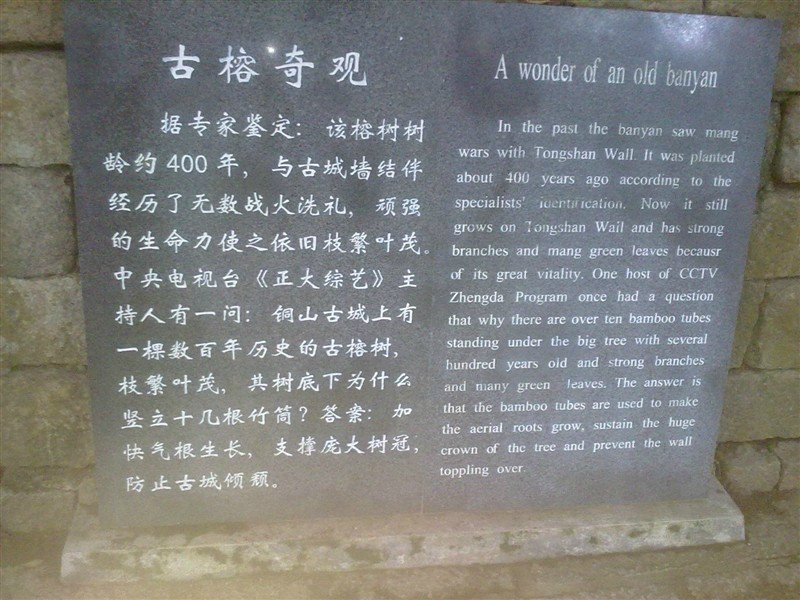 古榕奇观
据专家鉴定：该榕树树
龄约400年，与古城墙结伴
经历了无数战火洗礼，顽强
的生命力使之依旧枝繁叶茂。
中央电视台《正大综艺》主
持人有一问：铜山古城上有
一棵数百年历史的古榕树，
枝繁叶茂，其树底下为什么
竖立十几根竹筒？答案：加
快气根生长，支撑庞大树冠，
防止古城倾颓。
A wonder of an old banyan
In the past the banyan saw mang
wars with Tongshan Wall. It was planted
about 400 years ago according to the
specialists' identification. Now it still
grows on Tongshan Wail and has strong
branches and mang green leaves becausr
of its great vitality. One host of CCTV
Zhengda Program once had a question
that why there are over ten bamboo tubes
standing under the big tree with several
hundred years old and strong branches
and many green leaves. The answer is
that the bamboo tubes are used to make
the aerial roots grow, sustain the huge
crown of the tree and prevent the wall
toppling over.